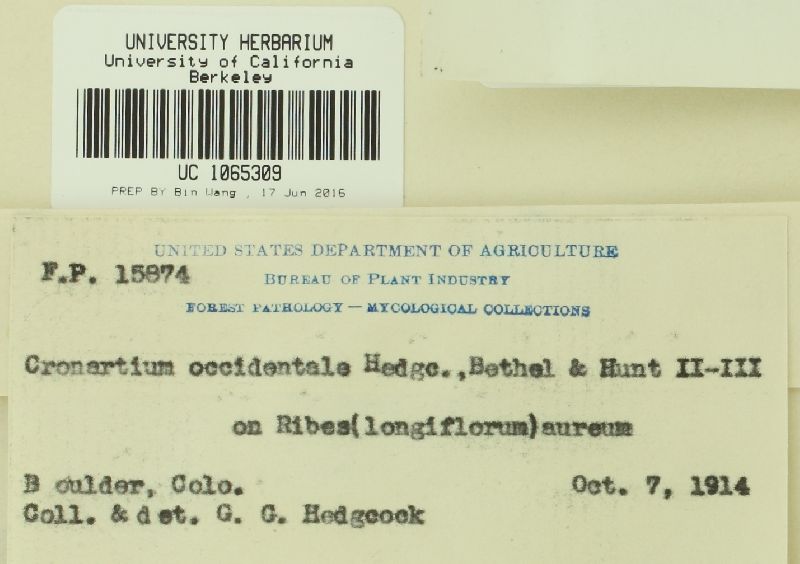 UNIVERSITY HERBARIUM
University of California
Berkeley
UC 1065309
PREP BY Bin Wang , 17 Jun 2016
UNITED STATES DEPARTMENT OF AGRICULTURE
F.P. 15874
BUREAU OF PLANT INDUSTRY
FOREST PATHOLOGY — MYCOLOGICAL COLLECTIONS
Cronartium occidentale Hedgc.,Bethel & Hunt II-III
on Ribes(longiflorum)aureum
B oulder, Colo. Oct. 7, 1914
Coll. & det. G. G. Hedgcock